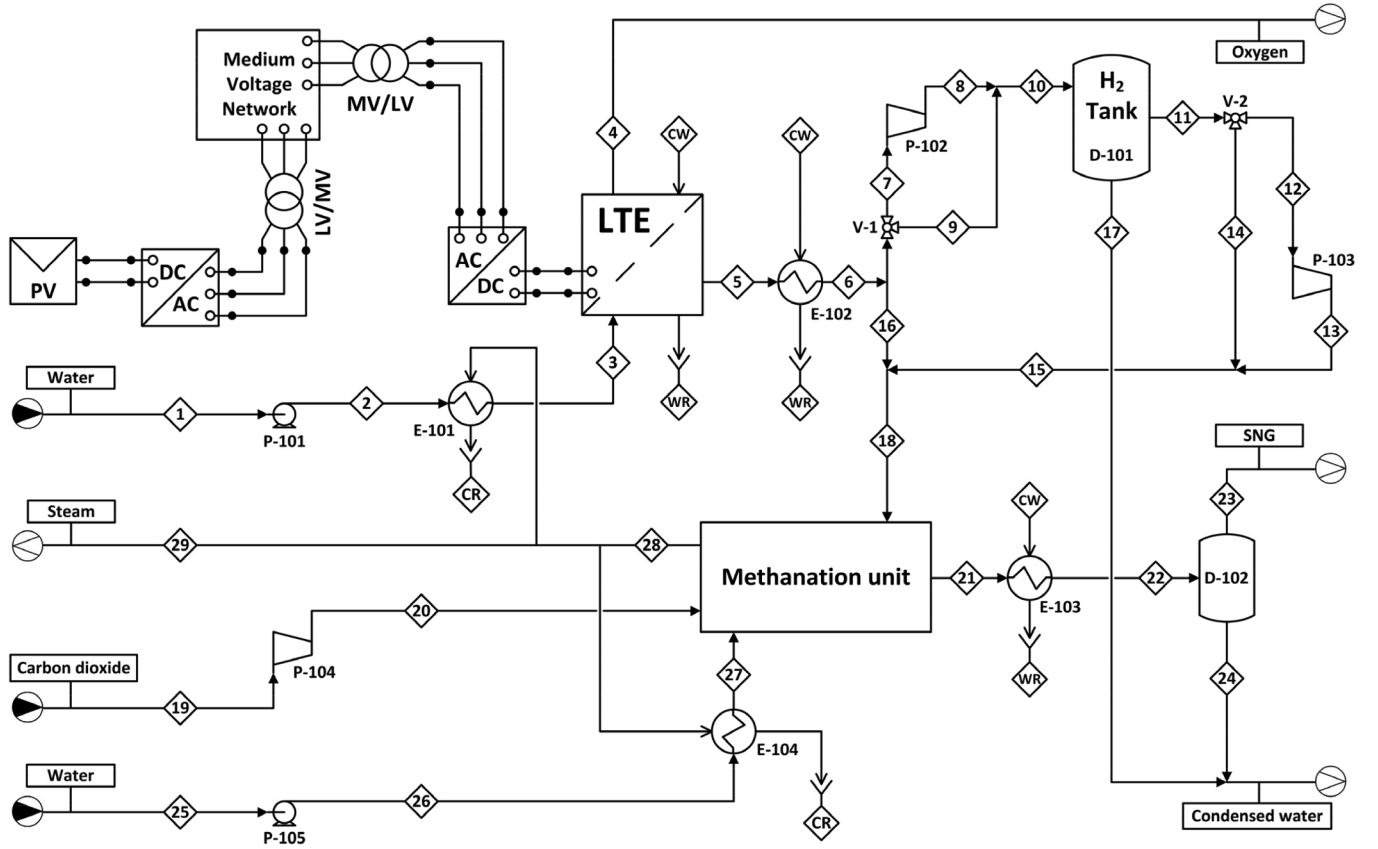 Oxygen
Medium
Voltage
Network
MV/LV
LV/MV
PV
DC
AC
AC
DC
LTE
4
CW
CW
WR
WR
3
5
6
E-102
7
8
P-102
V-1
9
10
H2
Tank
D-101
11
V-2
12
14
17
P-103
13
15
16
18
Water
1
P-101
2
E-101
CR
Steam
29
28
Methanation unit
21
CW
E-103
WR
22
SNG
23
D-102
24
20
Carbon dioxide
19
P-104
27
E-104
CR
Water
25
P-105
26
Condensed water